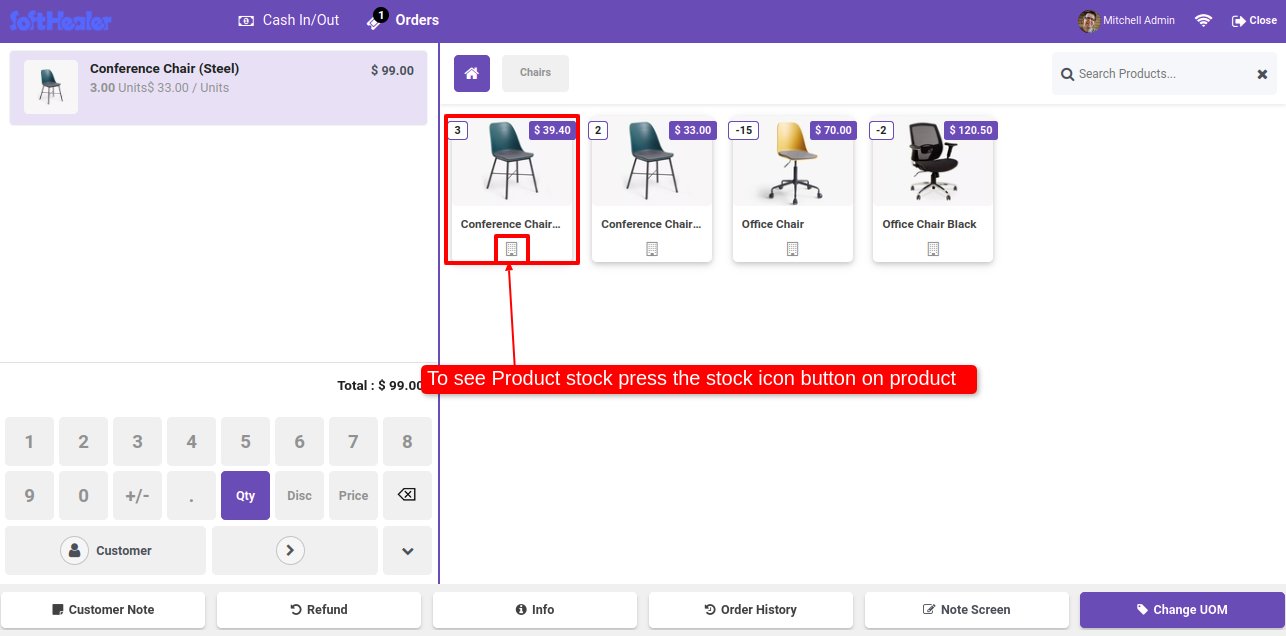 SoftHealer
Cash In/Out
1
Orders
Mitchell Admin
Close
Conference Chair (Steel)
$ 99.00
3.00 Units$ 33.00 / Units
Chairs
Search Products...
3
$ 39.40
2
$ 33.00
-15
$ 70.00
-2
$ 120.50
Conference Chair...
Conference Chair...
Office Chair
Office Chair Black
Total : $ 99.00
To see Product stock press the stock icon button on product
1 2 3 4 5 6 7 8
9 0 +/- . Qty Disc Price
Customer
Customer Note
Refund
Info
Order History
Note Screen
Change UOM